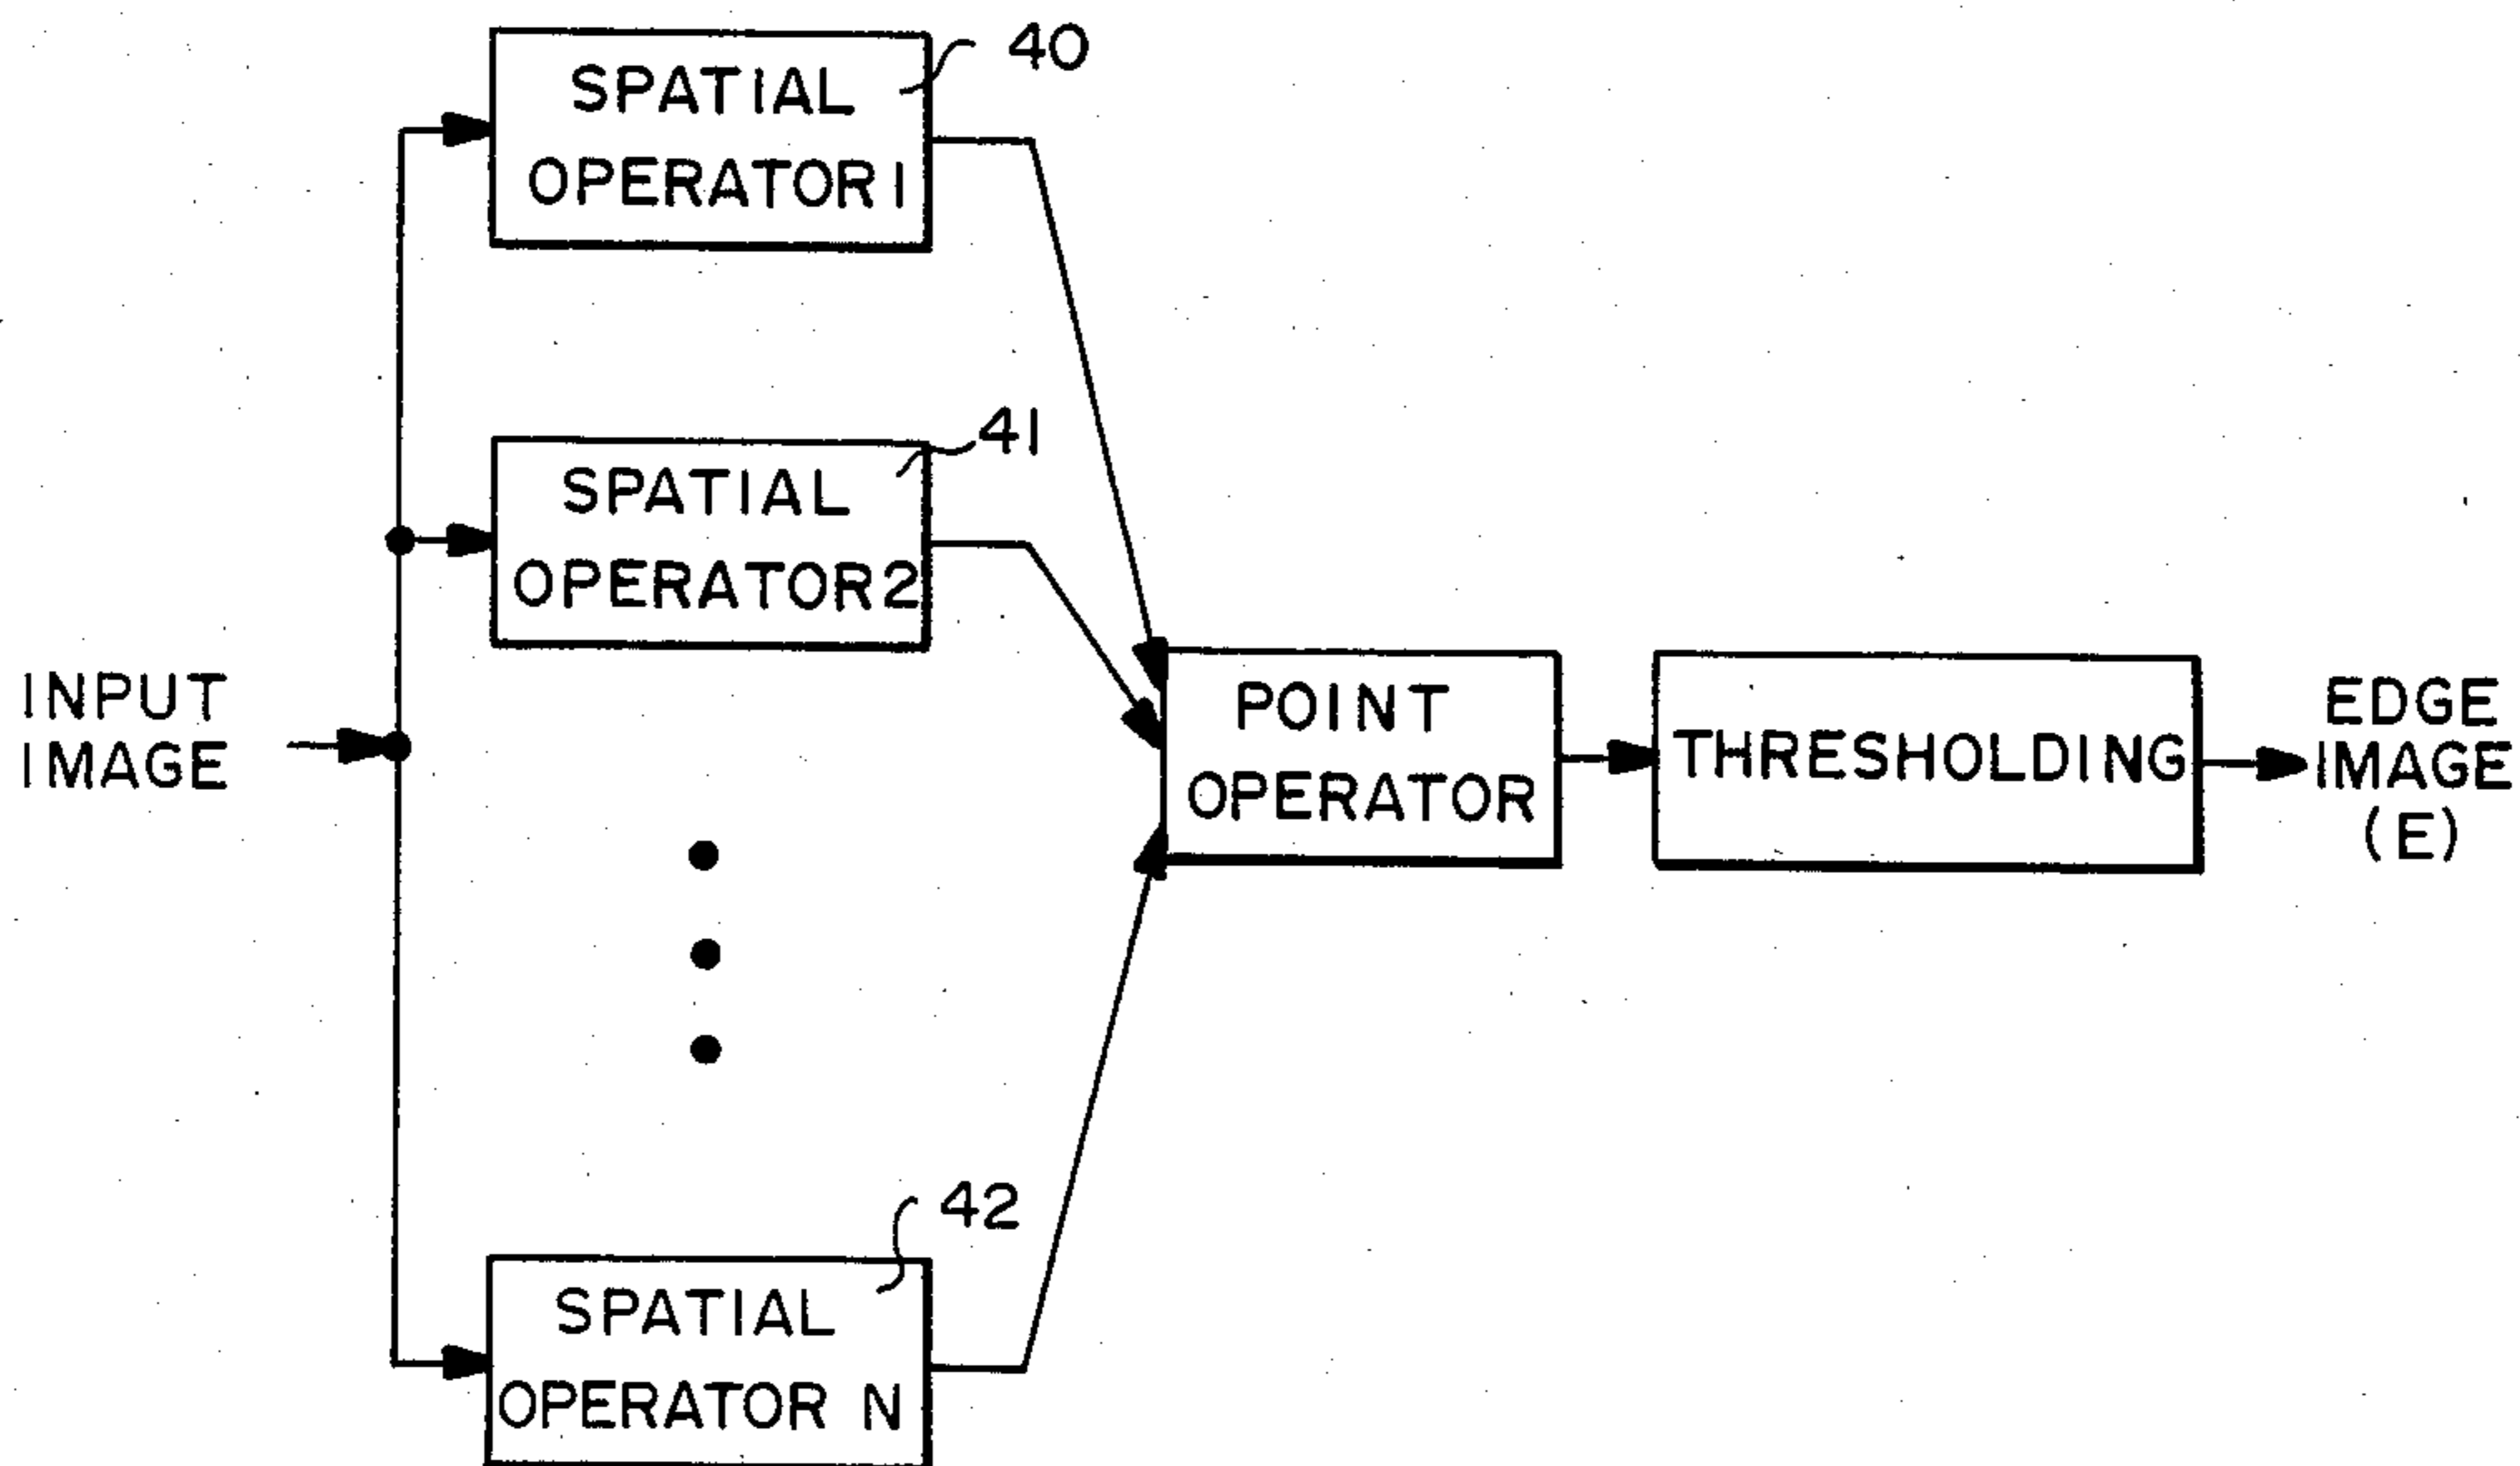 40
SPATIAL
OPERATOR 1
41
SPATIAL
OPERATOR 2
INPUT
IMAGE
POINT
OPERATOR
THRESHOLDING
EDGE
IMAGE
(E)
42
SPATIAL
OPERATOR N